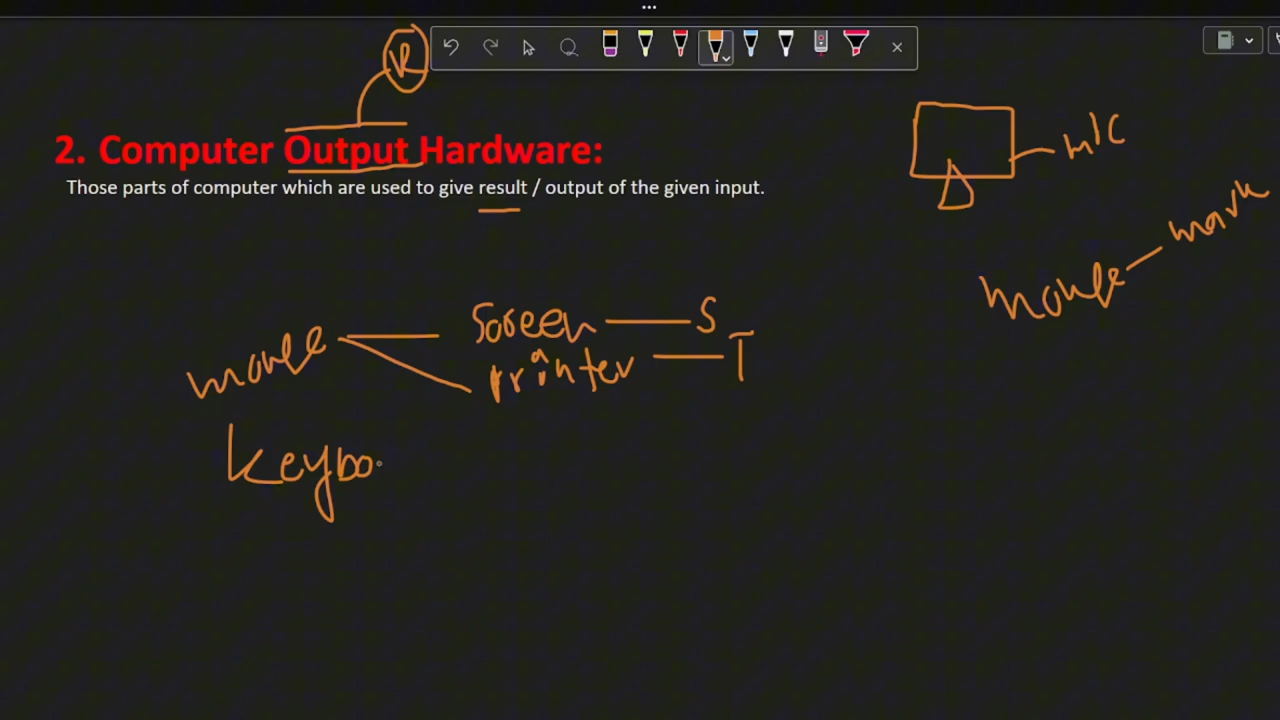 R
2. Computer Output Hardware:
Those parts of computer which are used to give result / output of the given input.
M/C
mouse — mark
mouse — Screen — S
Printer — T
keybo